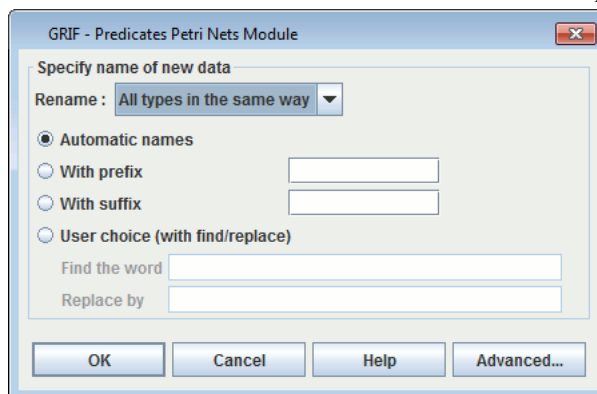 GRIF - Predicates Petri Nets Module
Specify name of new data
Rename : All types in the same way
Automatic names
With prefix
With suffix
User choice (with find/replace)
Find the word
Replace by
OK Cancel Help Advanced...